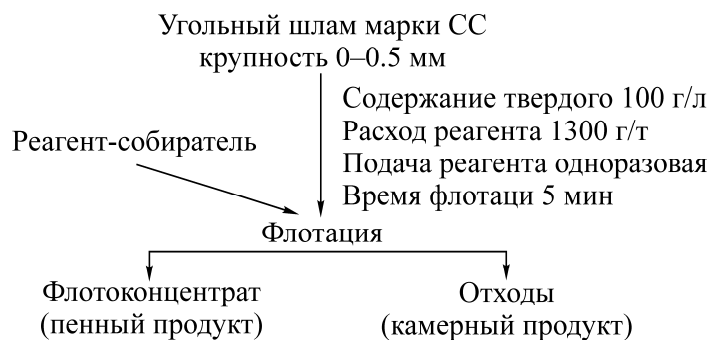 Угольный шлам марки СС
крупность 0–0.5 мм
Содержание твердого 100 г/л
Расход реагента 1300 г/т
Реагент-собиратель
Подача реагента одноразовая
Время флотаци 5 мин
Флотация
Флотоконцентрат
(пенный продукт)
Отходы
(камерный продукт)